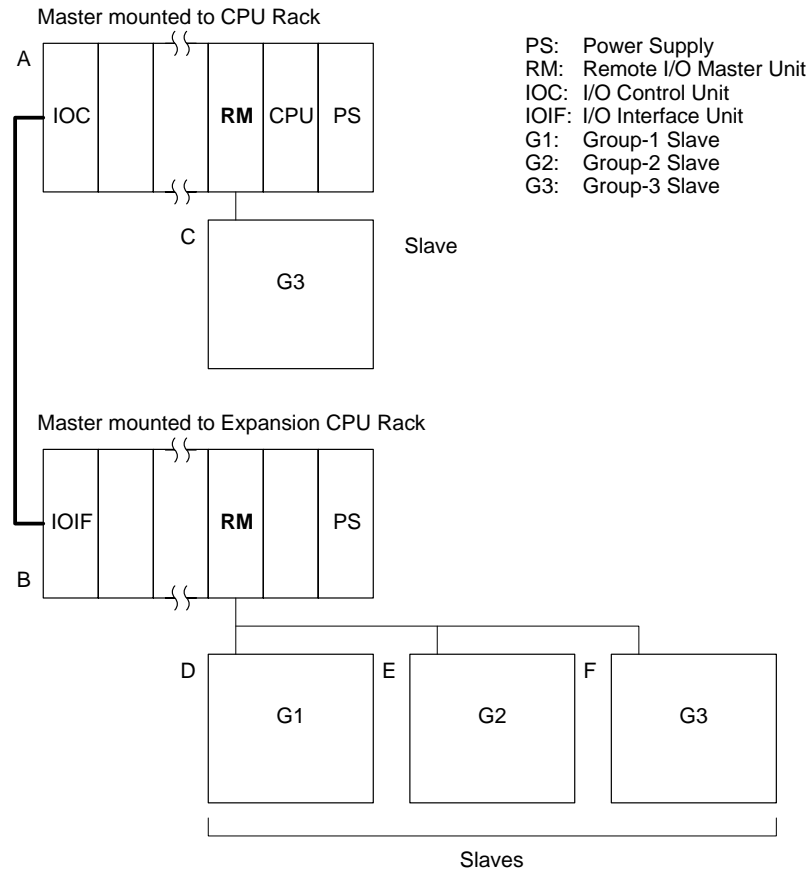 Master mounted to CPU Rack
A
IOC RM CPU PS
PS: Power Supply
RM: Remote I/O Master Unit
IOC: I/O Control Unit
IOIF: I/O Interface Unit
G1: Group-1 Slave
G2: Group-2 Slave
G3: Group-3 Slave
C
G3
Slave
Master mounted to Expansion CPU Rack
IOIF RM PS
B
D E F
G1 G2 G3
Slaves